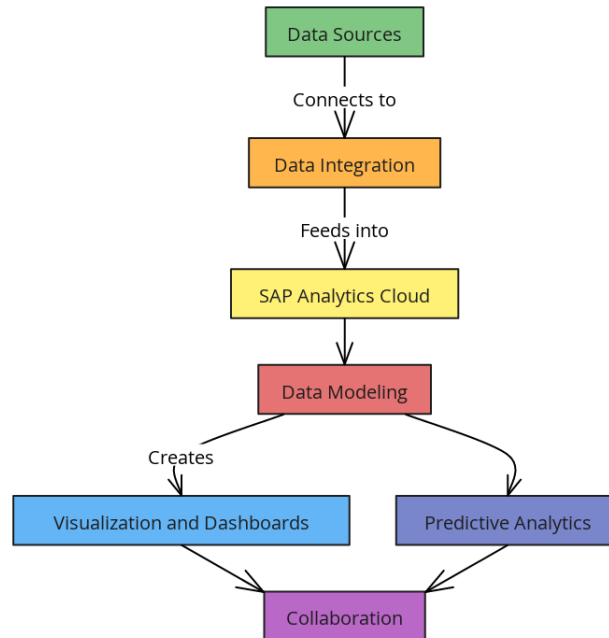 Data Sources
Connects to
Data Integration
Feeds into
SAP Analytics Cloud
Data Modeling
Creates
Visualization and Dashboards
Predictive Analytics
Collaboration